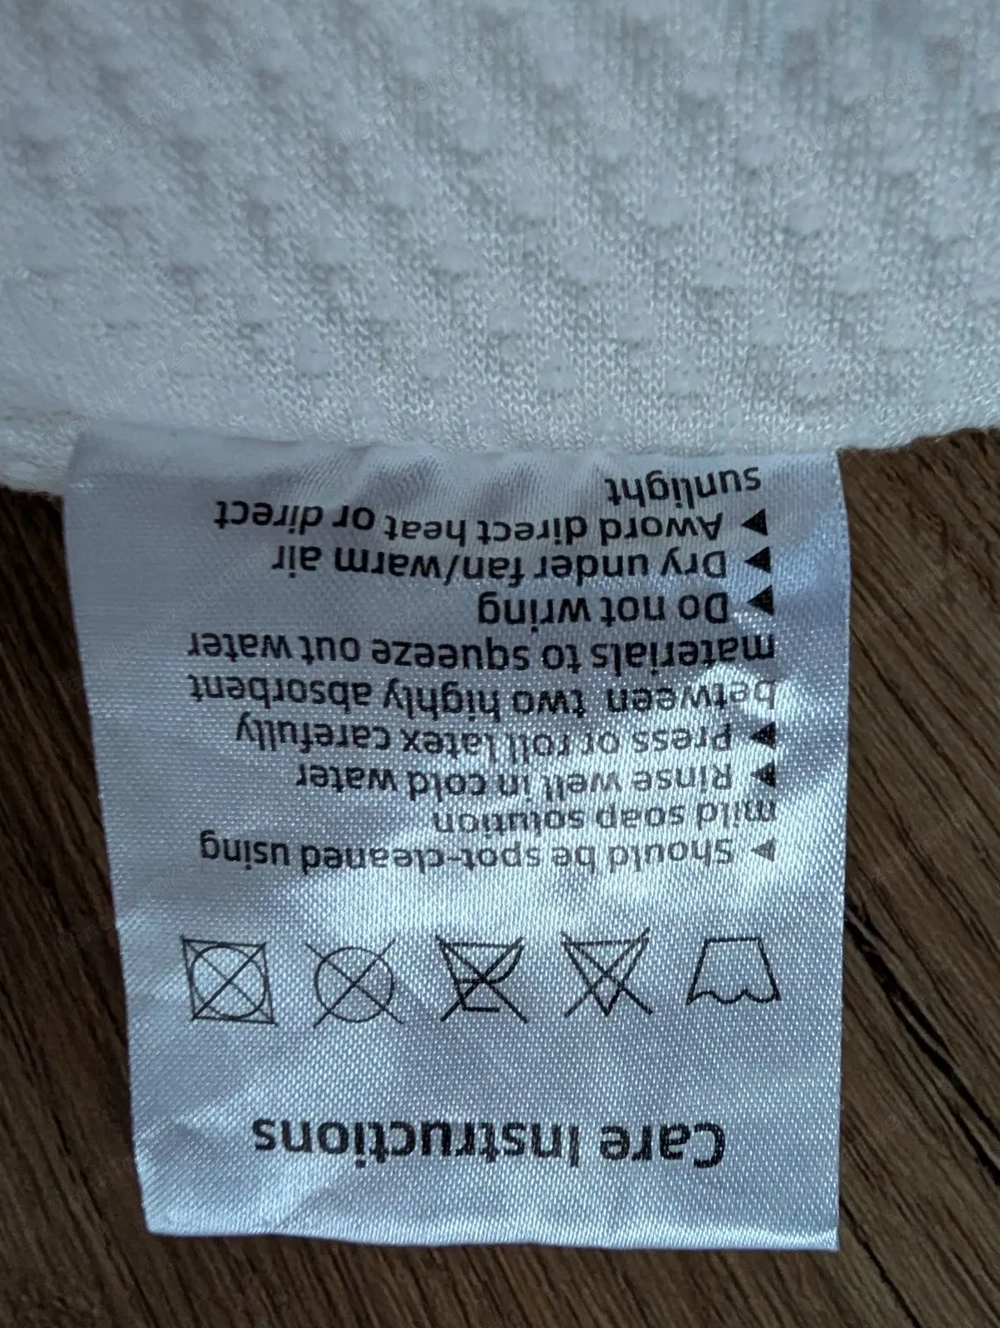 Care Instructions
▶ Should be spot-cleaned using
mild soap solution
▶ Rinse well in cold water
▶ Press or roll latex carefully
between two highly absorbent
materials to squeeze out water
▶ Do not wring
▶ Dry under fan/warm air
▶ Aword direct heat or direct
sunlight